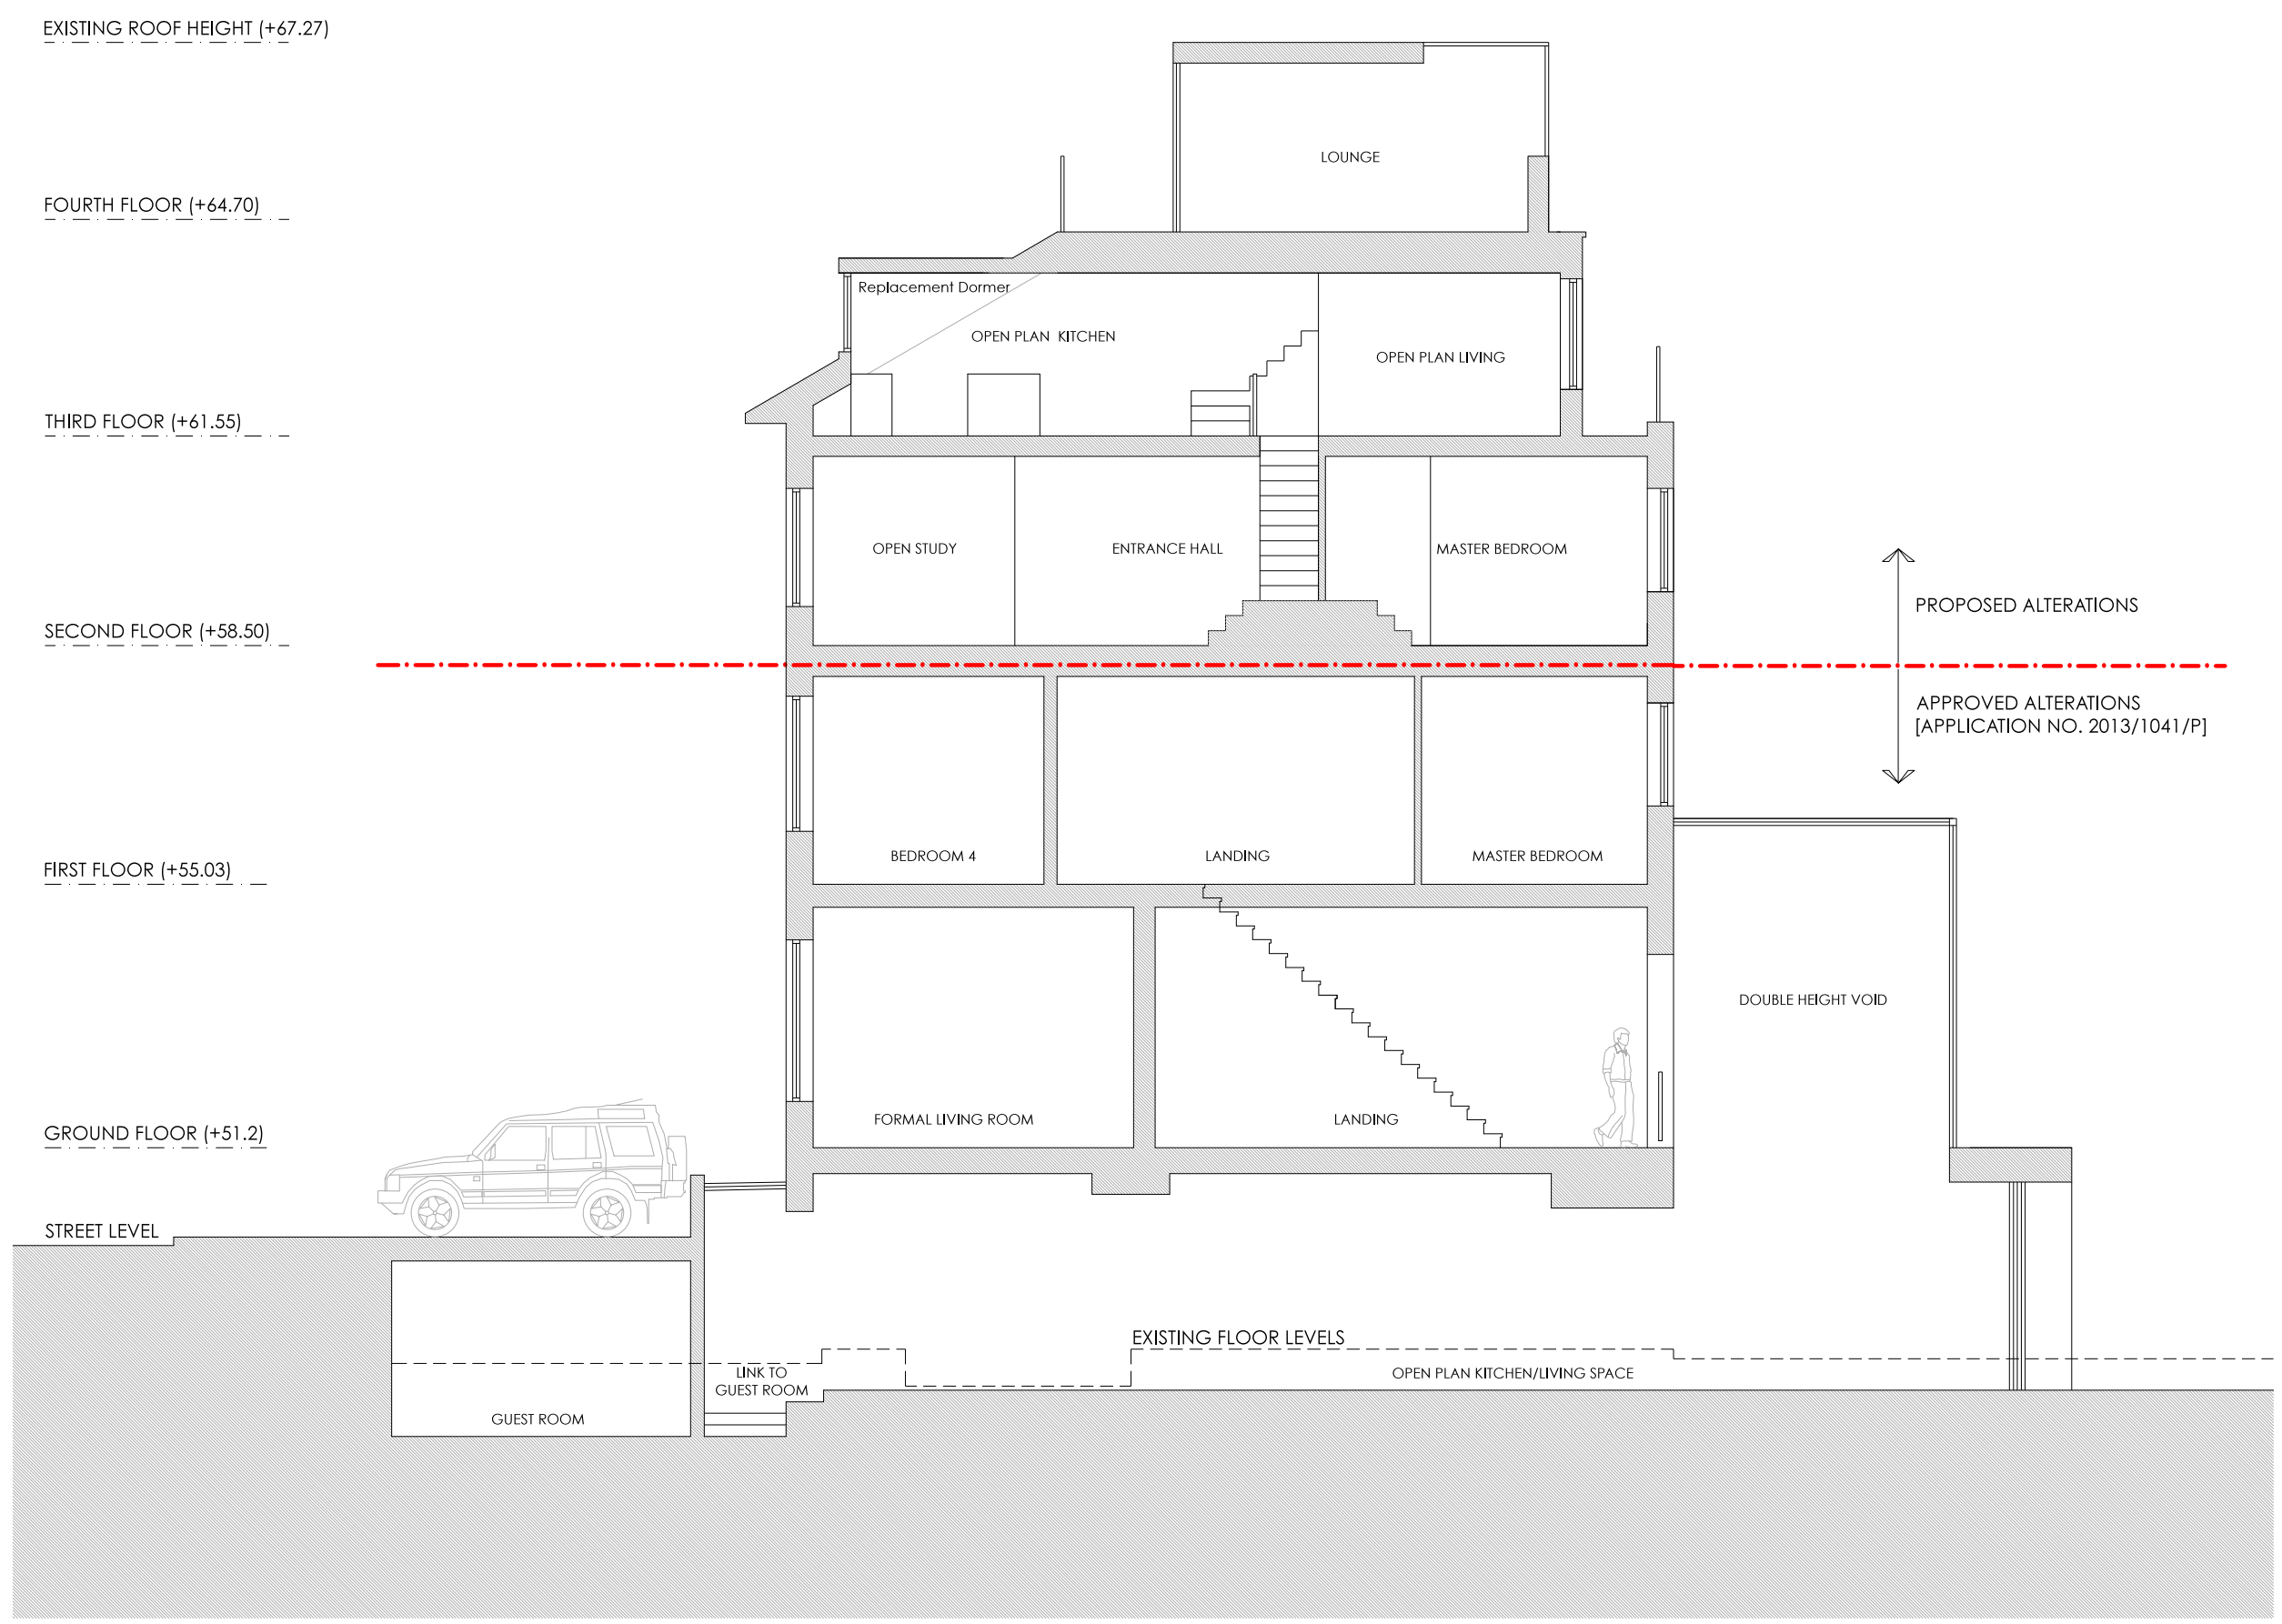 EXISTING ROOF HEIGHT (+67.27)
LOUNGE
FOURTH FLOOR (+64.70)
Replacement Dormer
OPEN PLAN KITCHEN
OPEN PLAN LIVING
THIRD FLOOR (+61.55)
OPEN STUDY
ENTRANCE HALL
MASTER BEDROOM
SECOND FLOOR (+58.50)
PROPOSED ALTERATIONS
APPROVED ALTERATIONS
[APPLICATION NO. 2013/1041/P]
BEDROOM 4
LANDING
MASTER BEDROOM
FIRST FLOOR (+55.03)
DOUBLE HEIGHT VOID
FORMAL LIVING ROOM
LANDING
GROUND FLOOR (+51.2)
STREET LEVEL
EXISTING FLOOR LEVELS
LINK TO
GUEST ROOM
OPEN PLAN KITCHEN/LIVING SPACE
GUEST ROOM